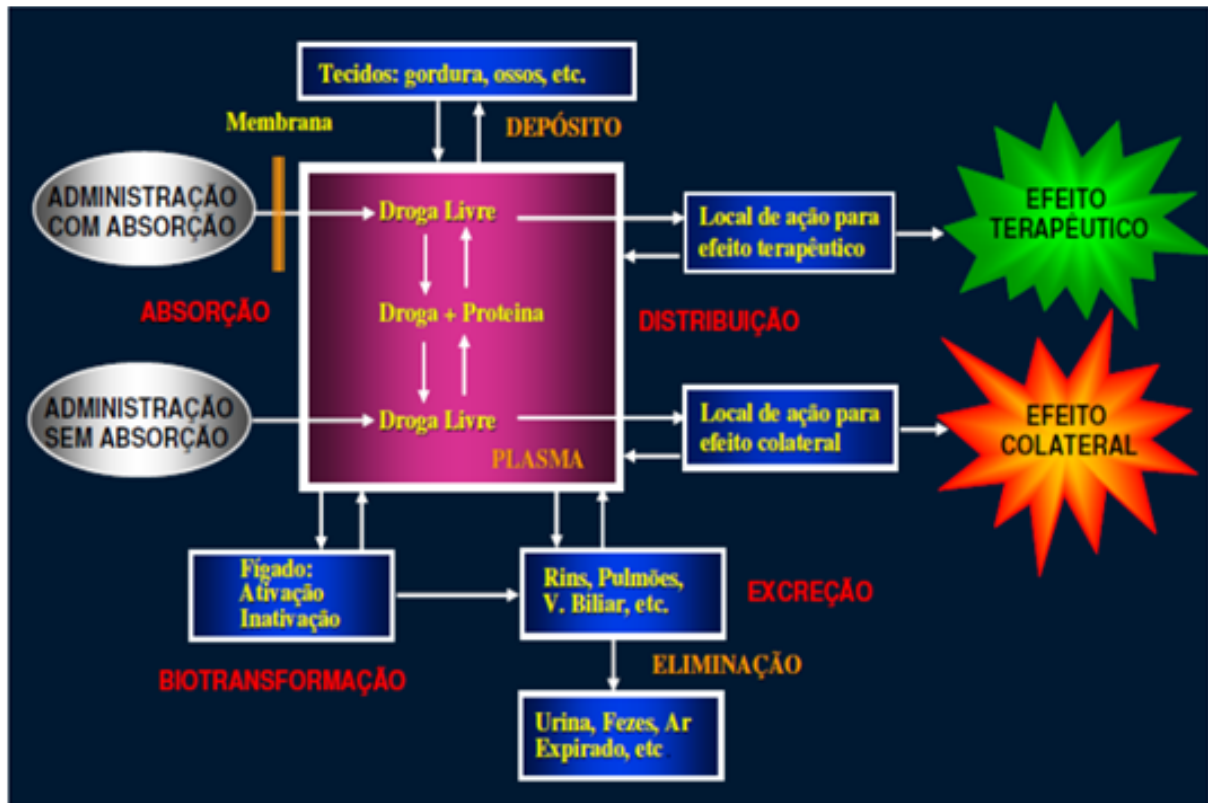 Tecidos: gordura, ossos, etc.
Membrana
DEPÓSITO
ADMINISTRAÇÃO
COM ABSORÇÃO
Droga Livre
Local de ação para
efeito terapêutico
EFEITO
TERAPÊUTICO
ABSORÇÃO
Droga + Proteina
DISTRIBUIÇÃO
ADMINISTRAÇÃO
SEM ABSORÇÃO
Droga Livre
PLASMA
Local de ação para
efeito colateral
EFEITO
COLATERAL
Fígado:
Ativação
Inativação
Rins, Pulmões,
V. Biliar, etc.
EXCREÇÃO
BIOTRANSFORMAÇÃO
ELIMINAÇÃO
Urina, Fezes, Ar
Expirado, etc